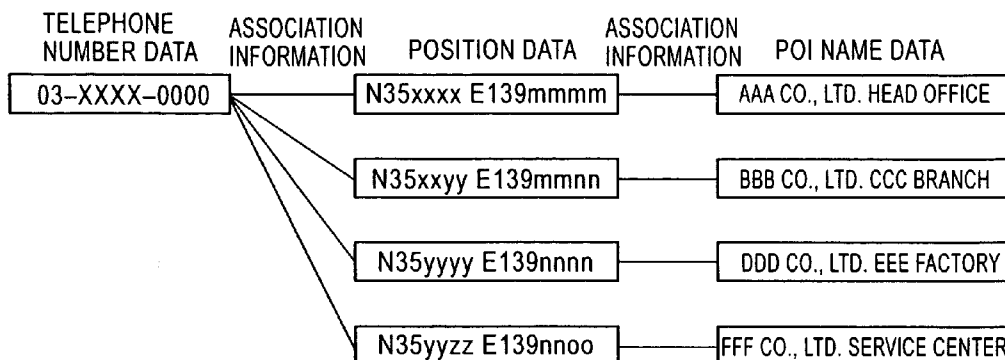 TELEPHONE
NUMBER DATA
ASSOCIATION
INFORMATION
POSITION DATA
ASSOCIATION
INFORMATION
POI NAME DATA
03-XXXX-0000
N35xxxx E139mmmm
AAA CO., LTD. HEAD OFFICE
N35xxyy E139mmnn
BBB CO., LTD. CCC BRANCH
N35yyyy E139nnnn
DDD CO., LTD. EEE FACTORY
N35yyzz E139nnoo
FFF CO., LTD. SERVICE CENTER